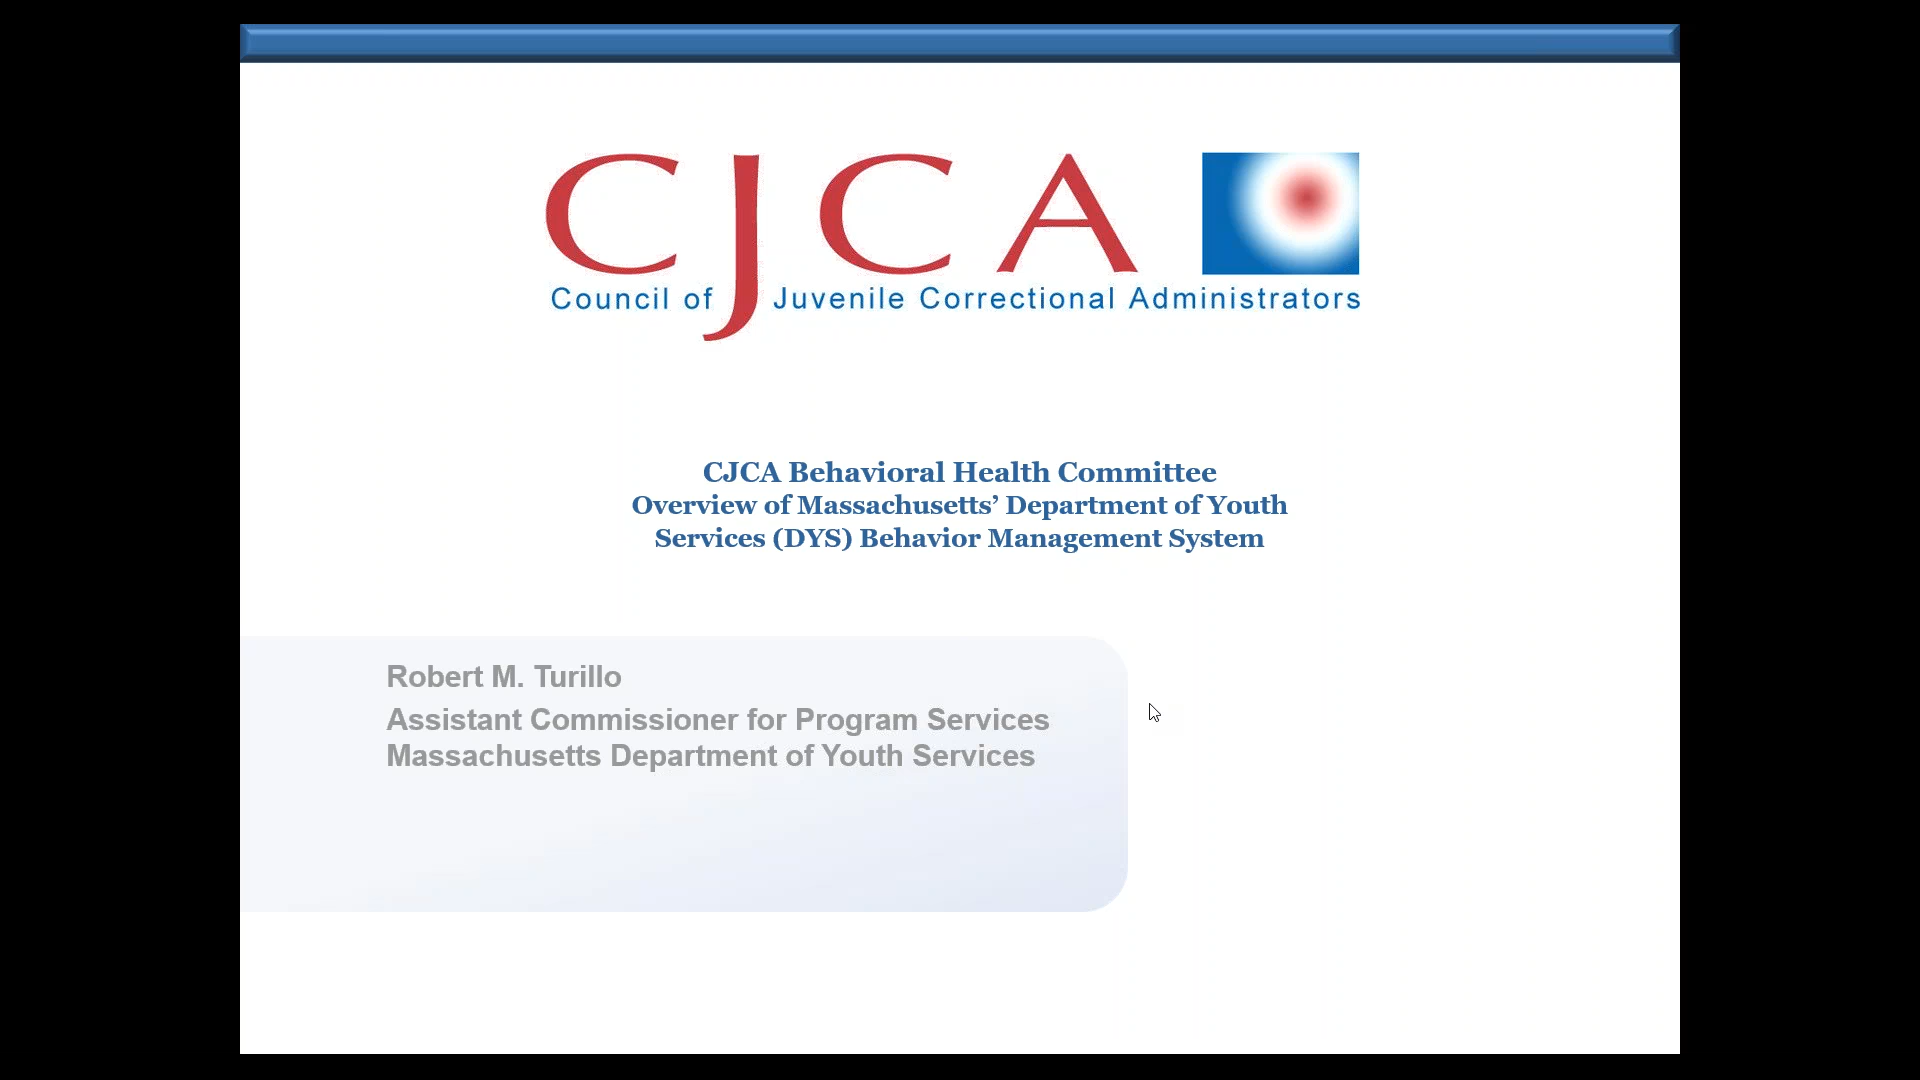 CJCA
Council of Juvenile Correctional Administrators
CJCA Behavioral Health Committee
Overview of Massachusetts’ Department of Youth
Services (DYS) Behavior Management System
Robert M. Turillo
Assistant Commissioner for Program Services
Massachusetts Department of Youth Services